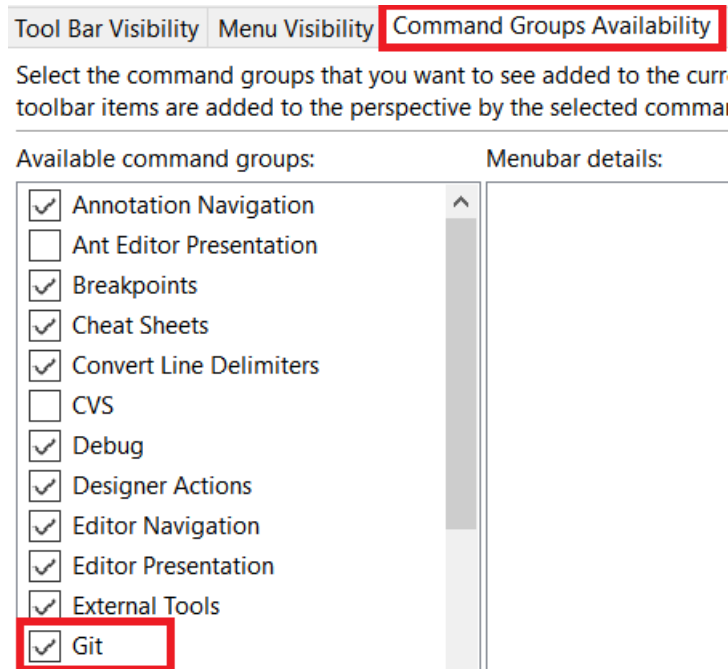 Tool Bar Visibility Menu Visibility Command Groups Availability
Select the command groups that you want to see added to the curr
toolbar items are added to the perspective by the selected comma
Available command groups: Menubar details:
Annotation Navigation
Ant Editor Presentation
Breakpoints
Cheat Sheets
Convert Line Delimiters
CVS
Debug
Designer Actions
Editor Navigation
Editor Presentation
External Tools
Git